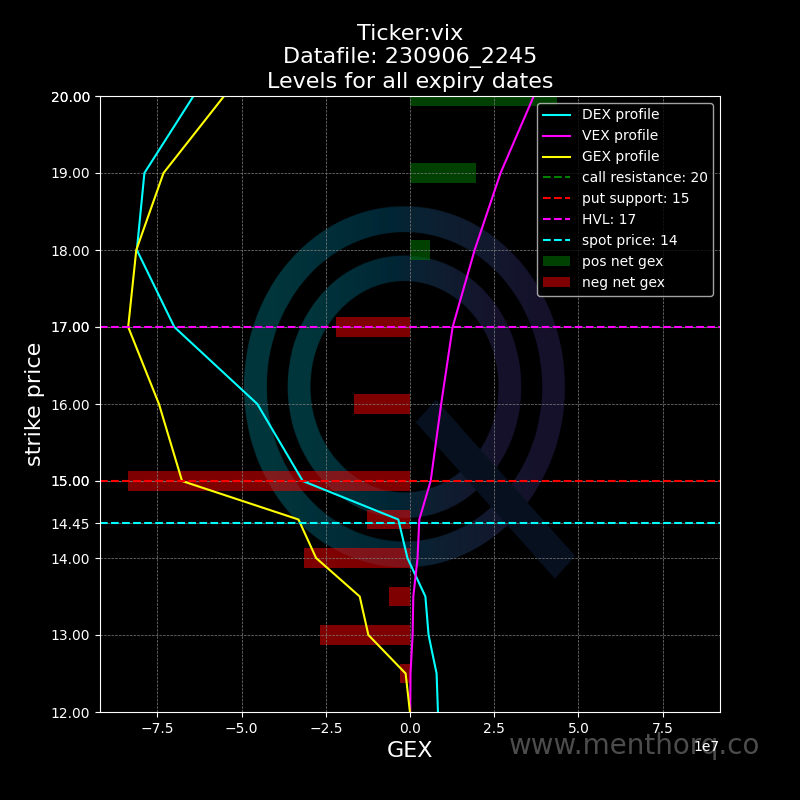 Ticker:vix
Datafile: 230906_2245
Levels for all expiry dates
DEX profile
VEX profile
GEX profile
call resistance: 20
put support: 15
HVL: 17
spot price: 14
pos net gex
neg net gex
strike price
20.00
19.00
18.00
17.00
16.00
15.00
14.45
14.00
13.00
12.00
−7.5 −5.0 −2.5 0.0 2.5 5.0 7.5
1e7
GEX
www.menthorq.co